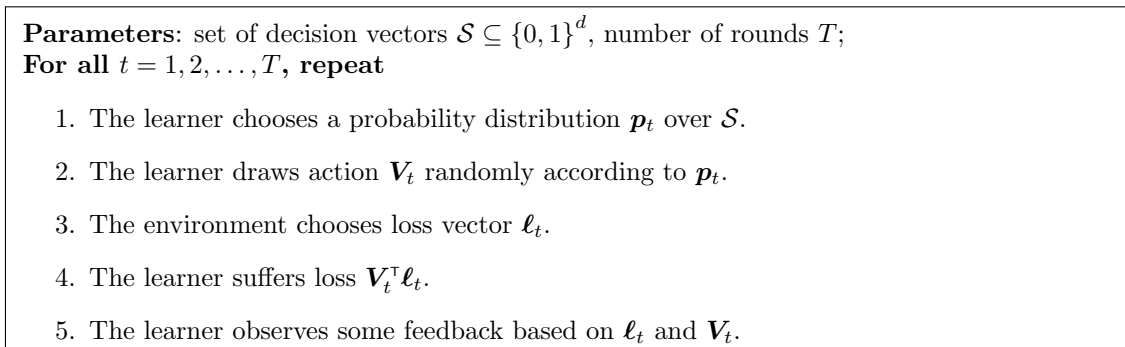 Parameters: set of decision vectors 𝒮 ⊆ {0, 1}^d, number of rounds T;
For all t = 1, 2, . . . , T, repeat
1. The learner chooses a probability distribution 𝒑_t over 𝒮.
2. The learner draws action 𝑽_t randomly according to 𝒑_t.
3. The environment chooses loss vector ℓ_t.
4. The learner suffers loss 𝑽_t^⊤ ℓ_t.
5. The learner observes some feedback based on ℓ_t and 𝑽_t.